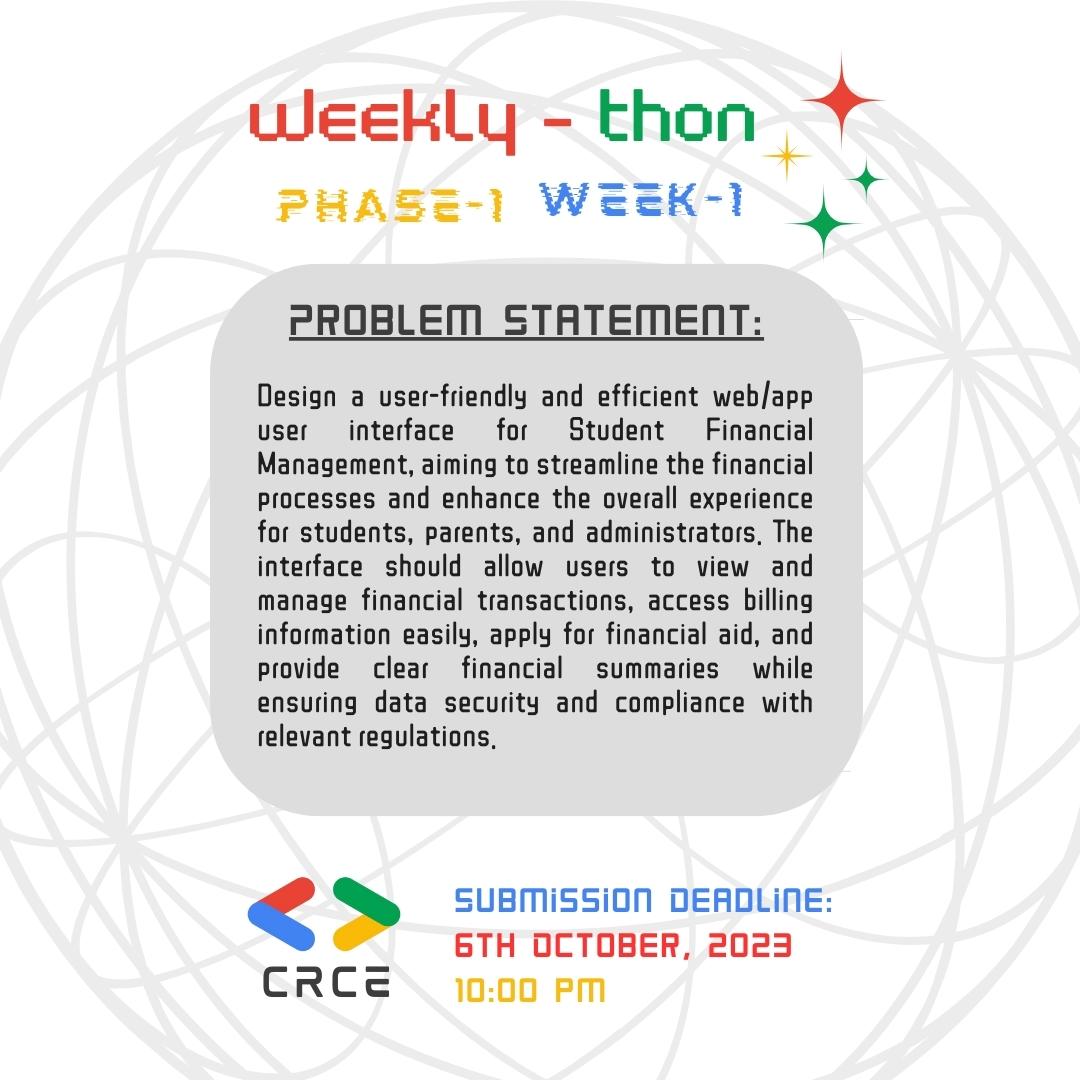 weekly - thon
PHASE-1 WEEK-1
PROBLEM STATEMENT:
Design a user-friendly and efficient web/app
user interface for Student Financial
Management, aiming to streamline the financial
processes and enhance the overall experience
for students, parents, and administrators. The
interface should allow users to view and
manage financial transactions, access billing
information easily, apply for financial aid, and
provide clear financial summaries while
ensuring data security and compliance with
relevant regulations.
CRCE
SUBMiSSiON DEADLiNE:
6TH OCTOBER, 2023
10:00 PM